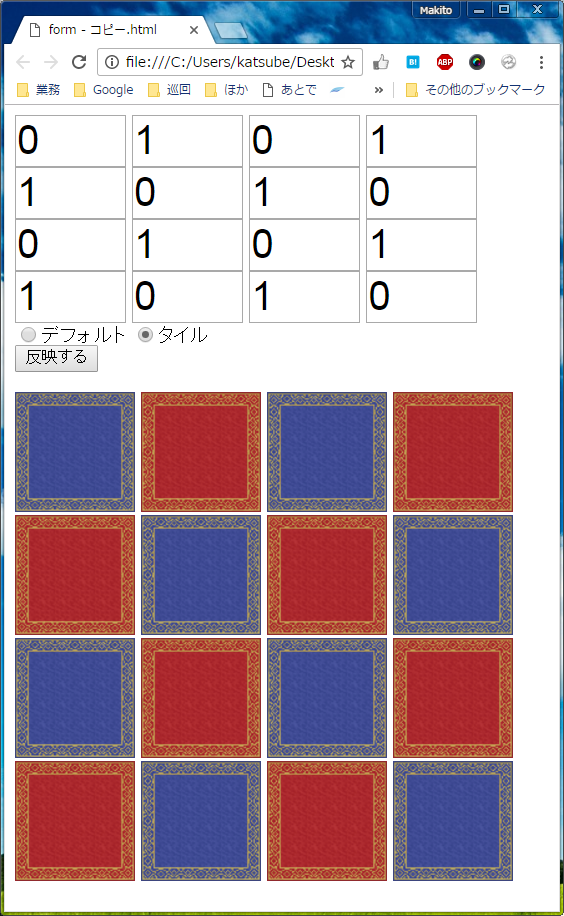 Makito
form - コピー.html
file:///C:/Users/katsube/Deskt
ABP
業務 Google 巡回 ほか あとで » その他のブックマーク
0 1 0 1
1 0 1 0
0 1 0 1
1 0 1 0
デフォルト タイル
反映する